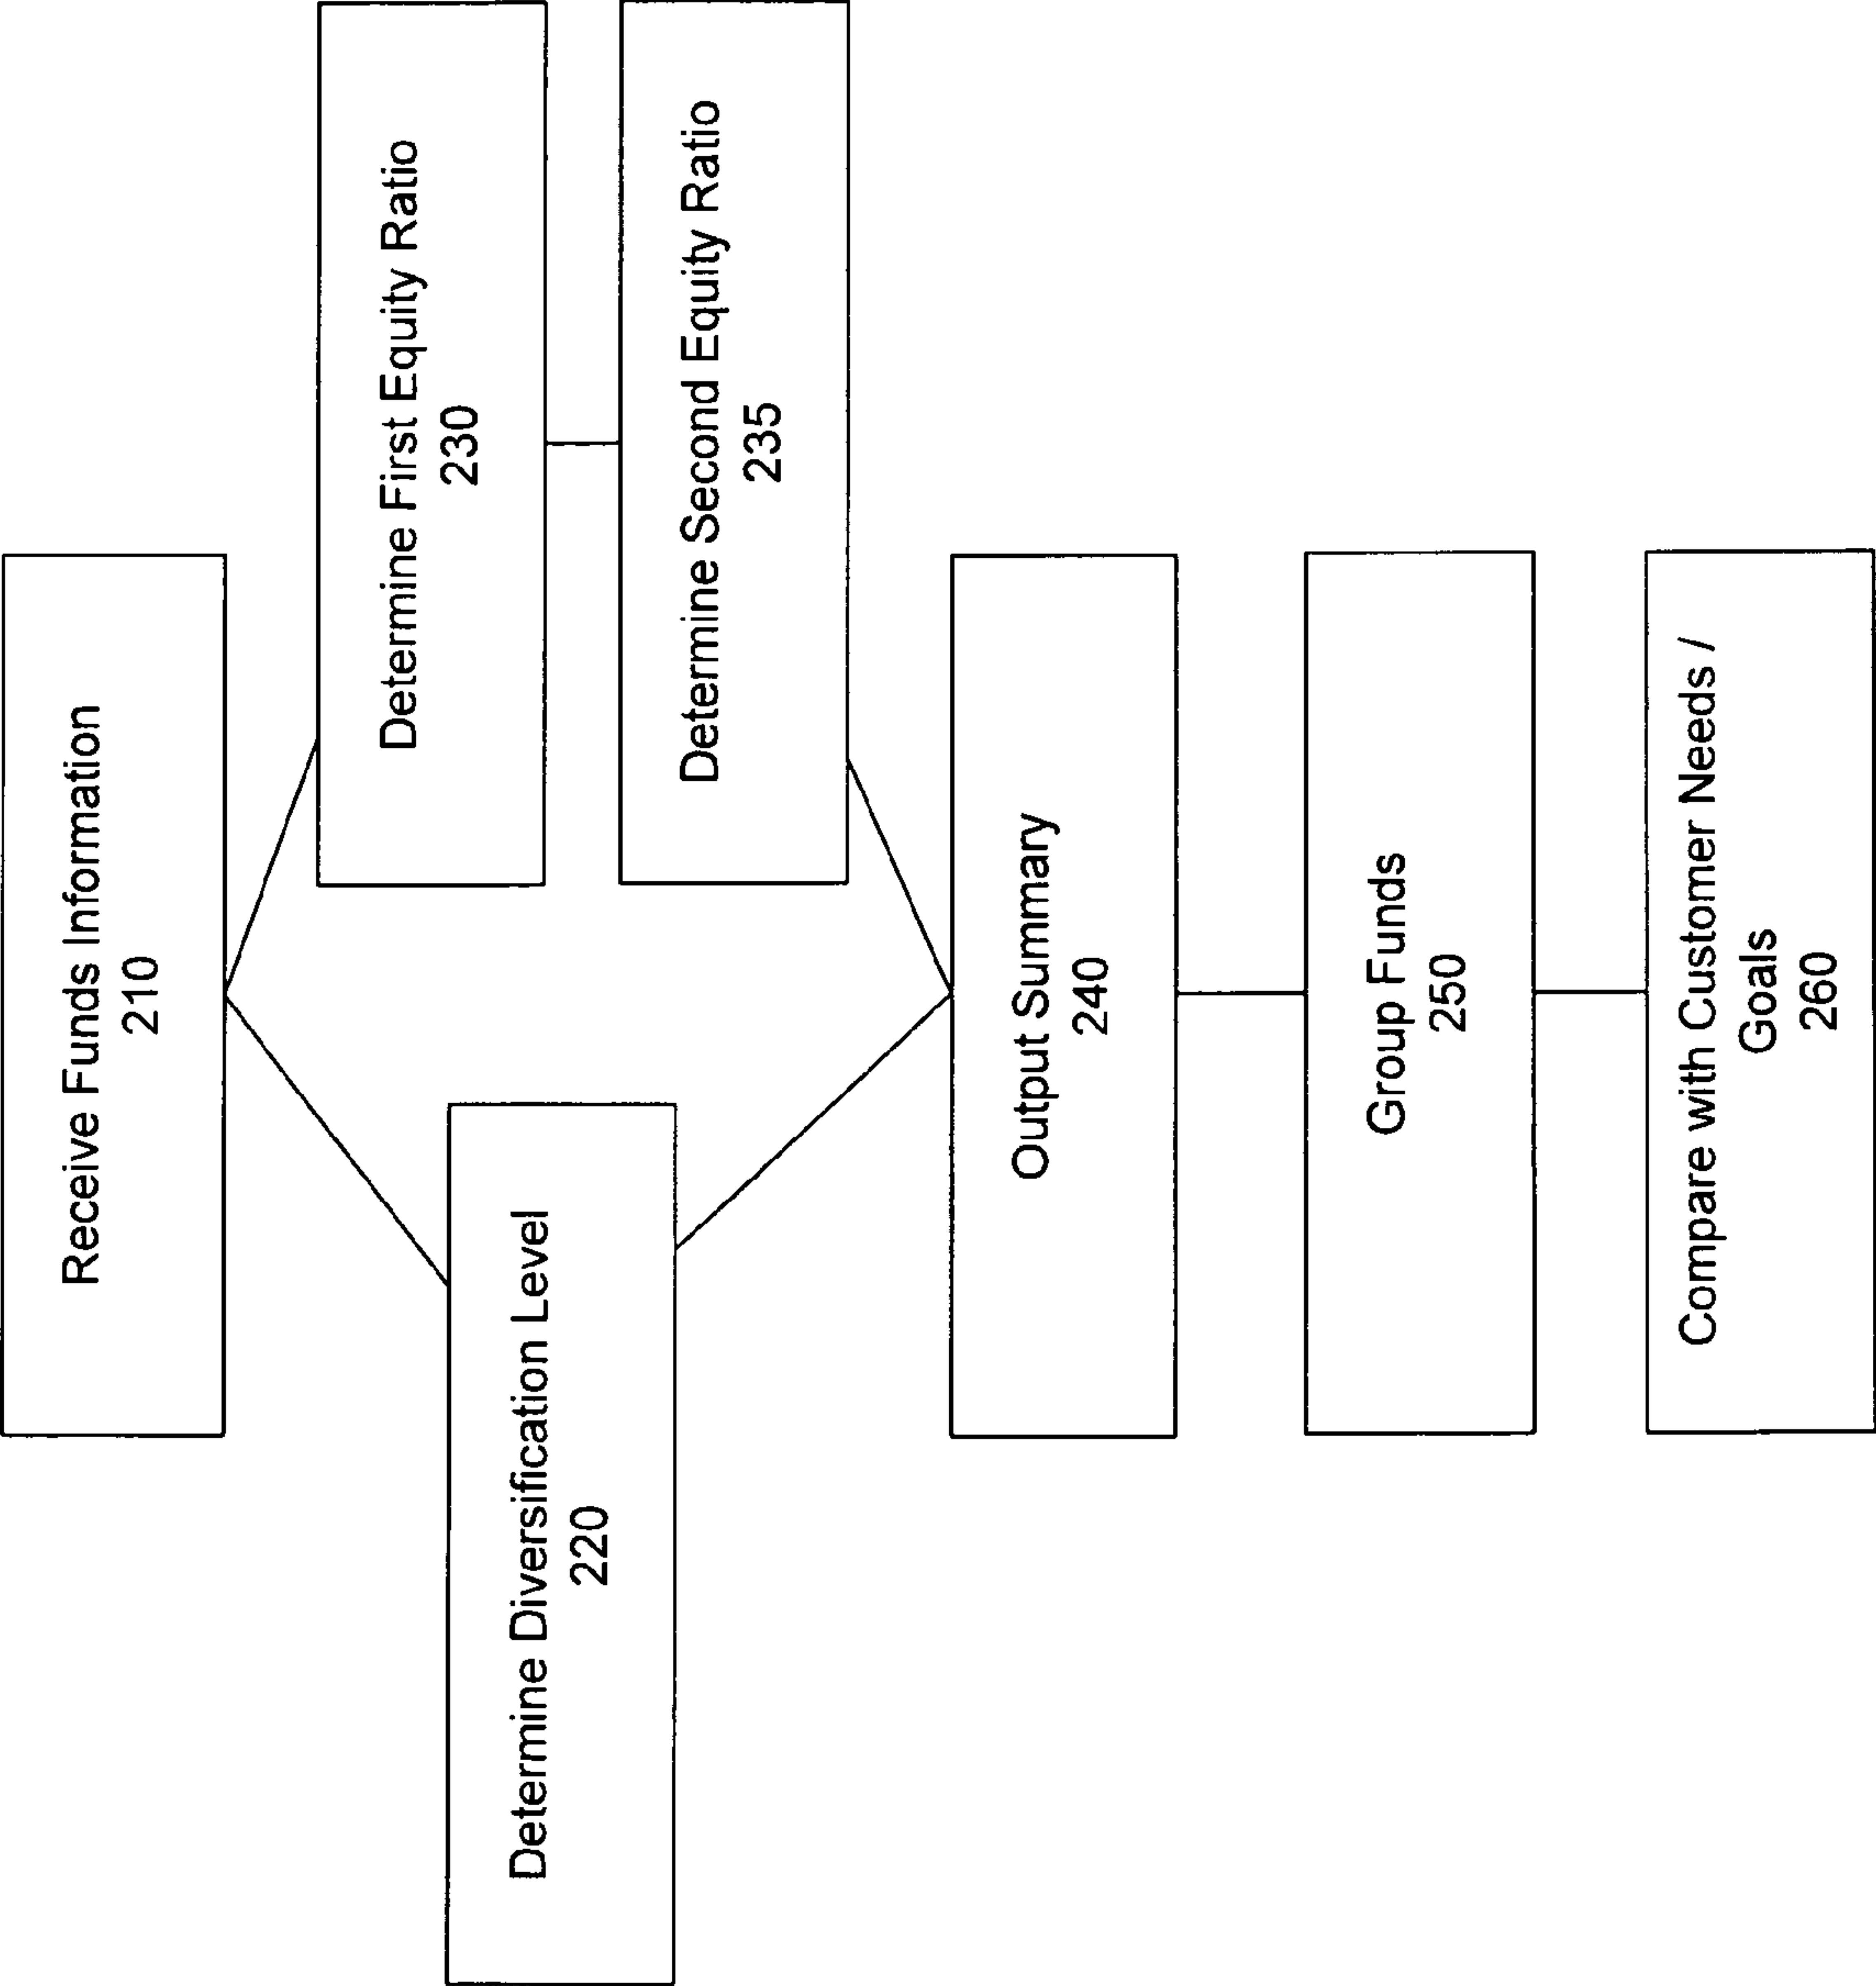 Receive Funds Information
210
Determine Diversification Level
220
Determine First Equity Ratio
230
Determine Second Equity Ratio
235
Output Summary
240
Group Funds
250
Compare with Customer Needs /
Goals
260